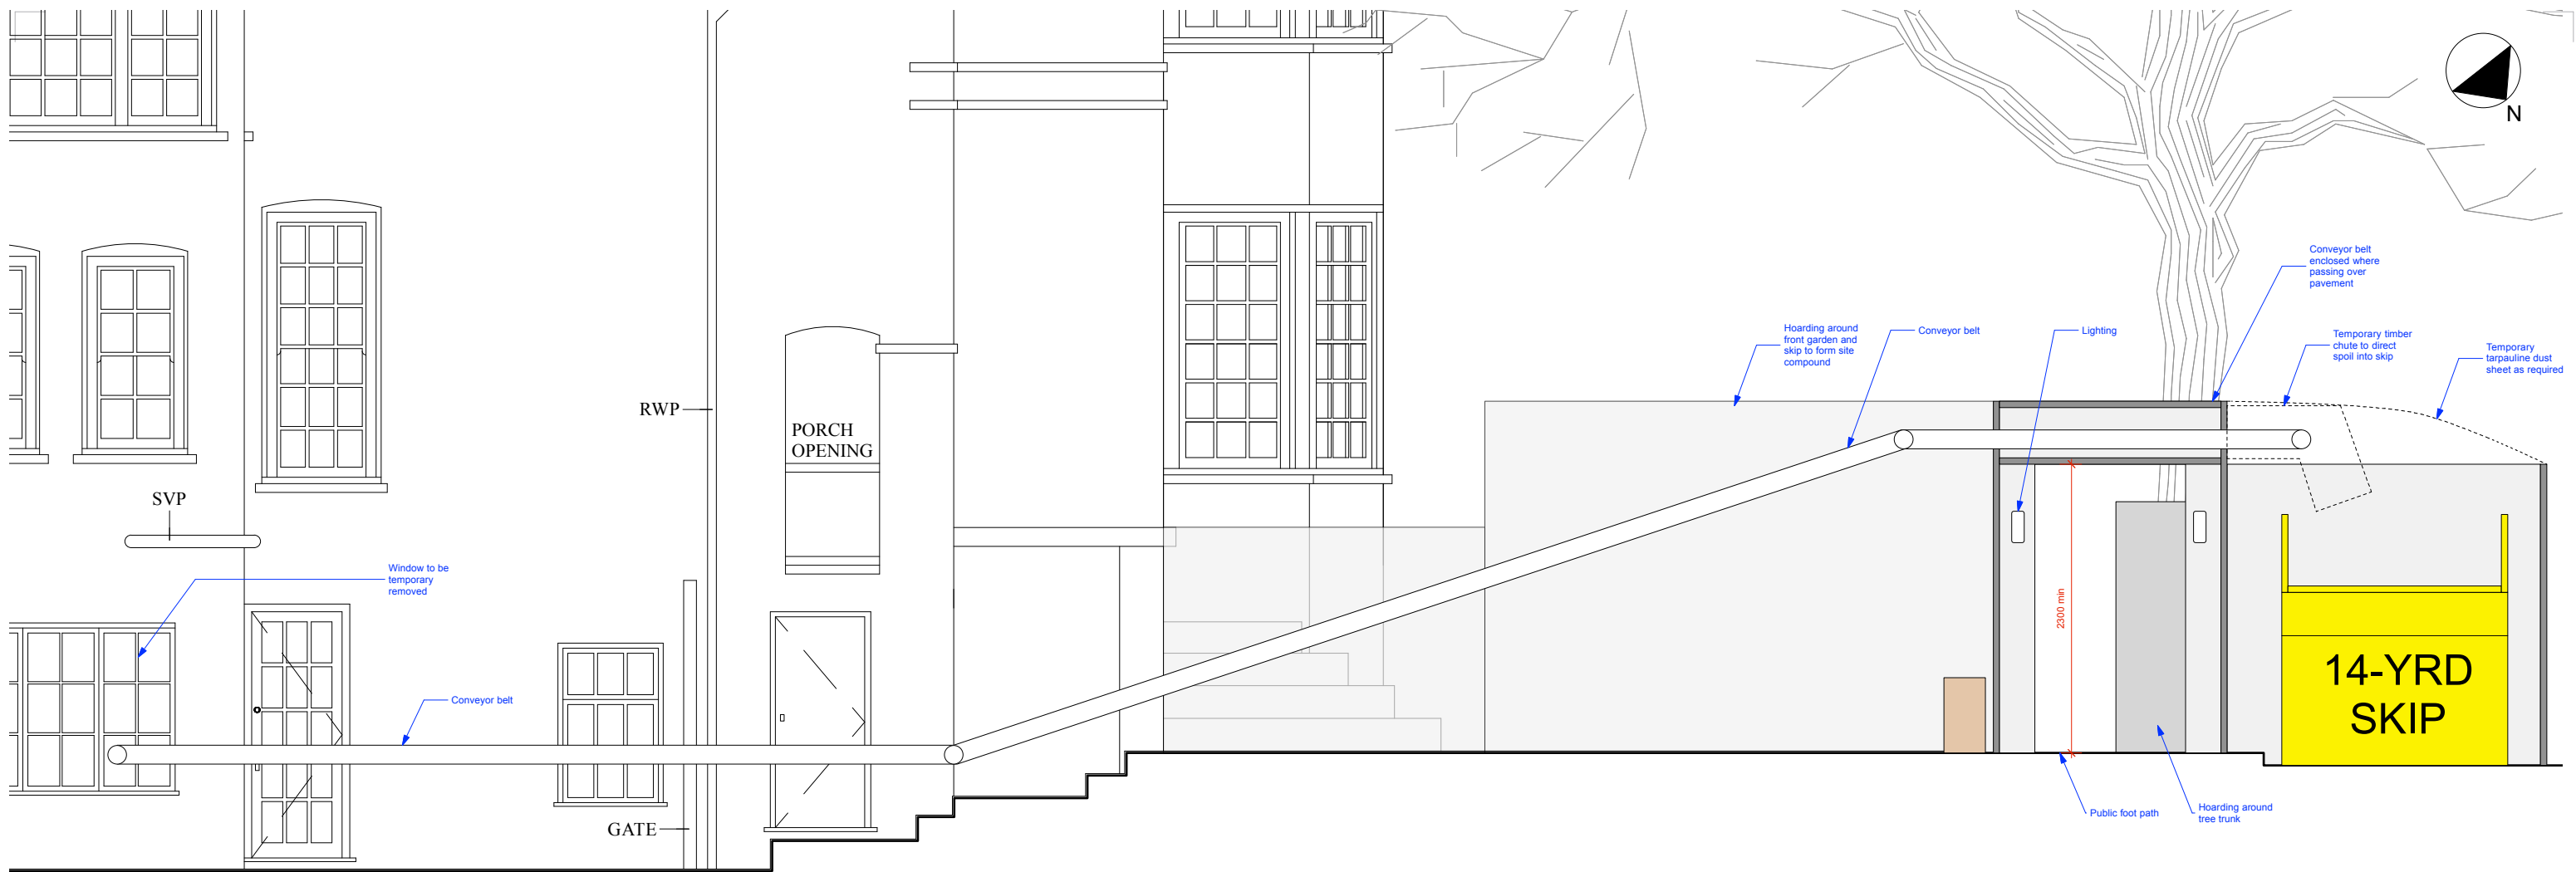 N
Conveyor belt
enclosed where
passing over
pavement
Hoarding around
front garden and
skip to form site
compound
Conveyor belt
Lighting
Temporary timber
chute to direct
spoil into skip
Temporary
tarpauline dust
sheet as required
RWP
PORCH
OPENING
SVP
Window to be
temporary
removed
2300 min
Conveyor belt
14-YRD
SKIP
GATE
Public foot path
Hoarding around
tree trunk